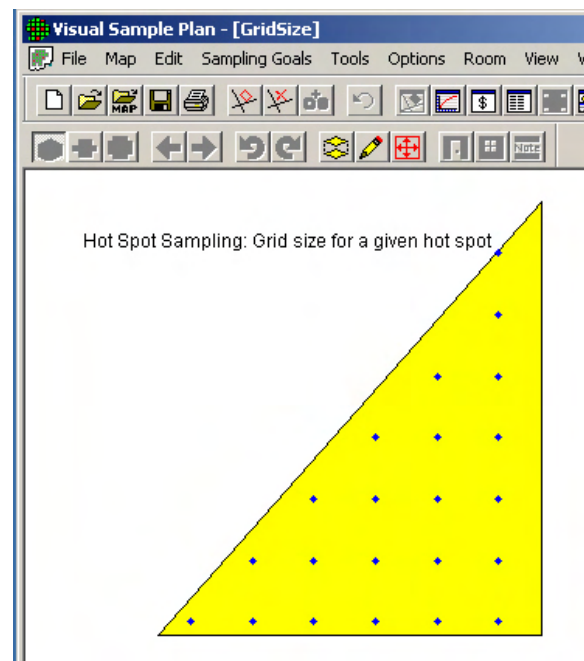 Visual Sample Plan - [GridSize]
File Map Edit Sampling Goals Tools Options Room View
MAP $
Note
Hot Spot Sampling: Grid size for a given hot spot